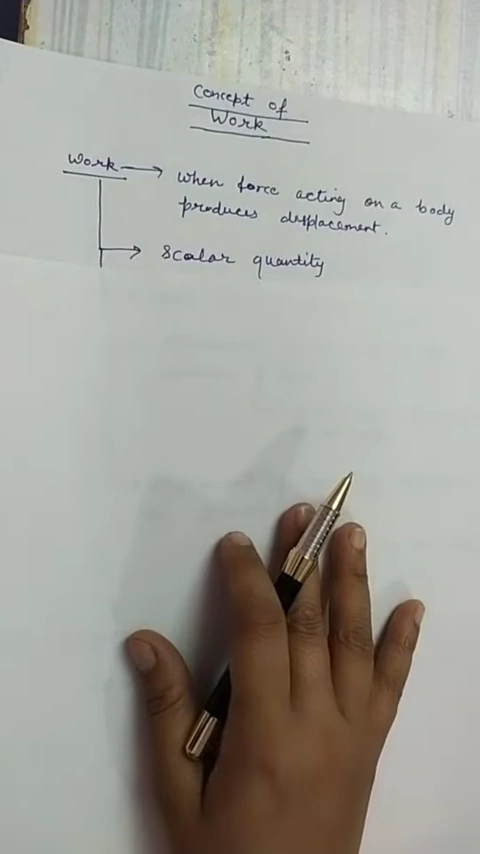 Concept of
Work
Work → when force acting on a body
produces displacement.
→ Scalar quantity